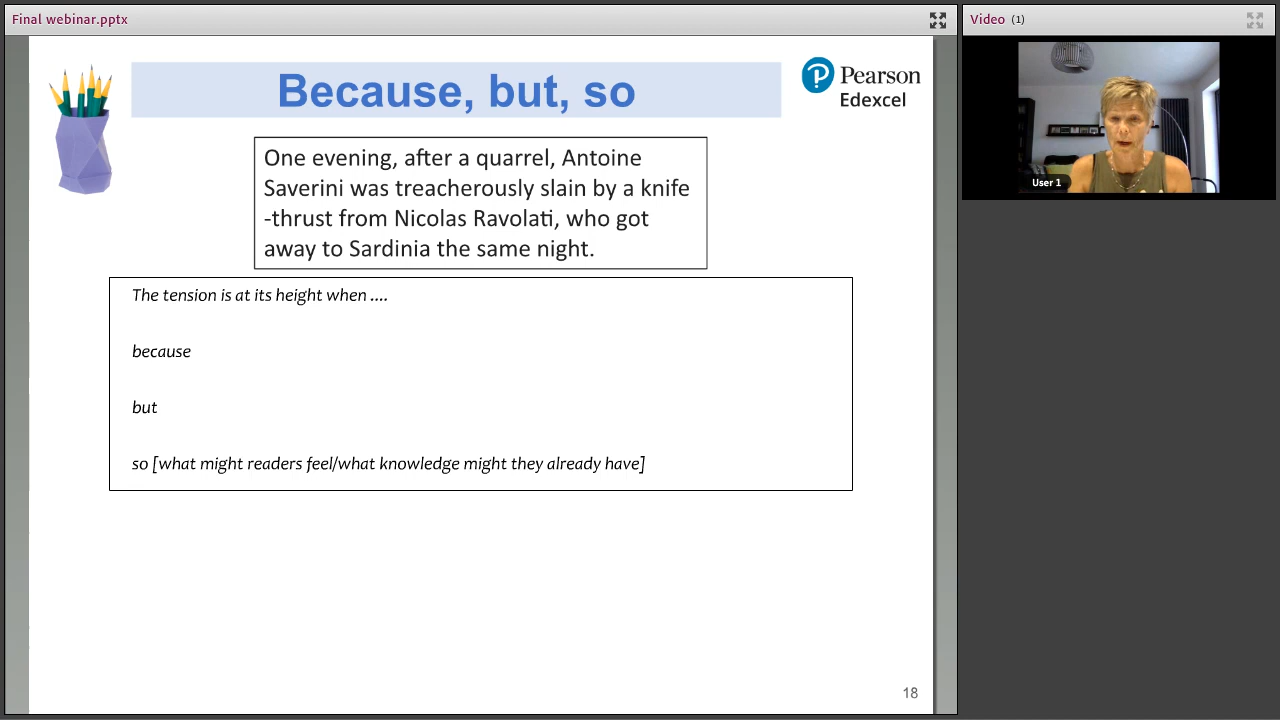 Final webinar.pptx
Video (1)
Because, but, so
Pearson
Edexcel
One evening, after a quarrel, Antoine
Saverini was treacherously slain by a knife
-thrust from Nicolas Ravolati, who got
away to Sardinia the same night.
User 1
The tension is at its height when ....
because
but
so [what might readers feel/what knowledge might they already have]
18